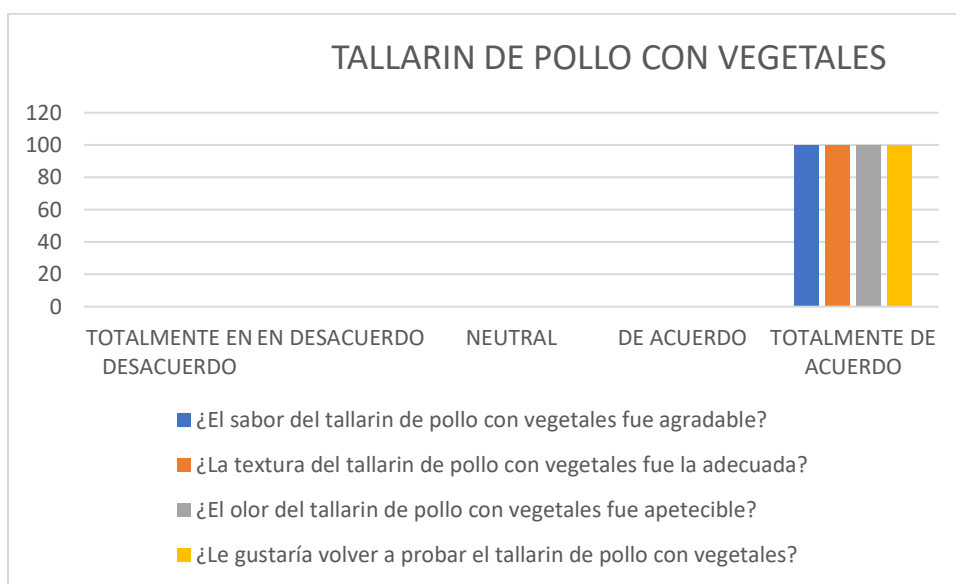 TALLARIN DE POLLO CON VEGETALES
120
100
80
60
40
20
0
TOTALMENTE EN EN DESACUERDO NEUTRAL DE ACUERDO TOTALMENTE DE
DESACUERDO ACUERDO
¿El sabor del tallarin de pollo con vegetales fue agradable?
¿La textura del tallarin de pollo con vegetales fue la adecuada?
¿El olor del tallarin de pollo con vegetales fue apetecible?
¿Le gustaría volver a probar el tallarin de pollo con vegetales?